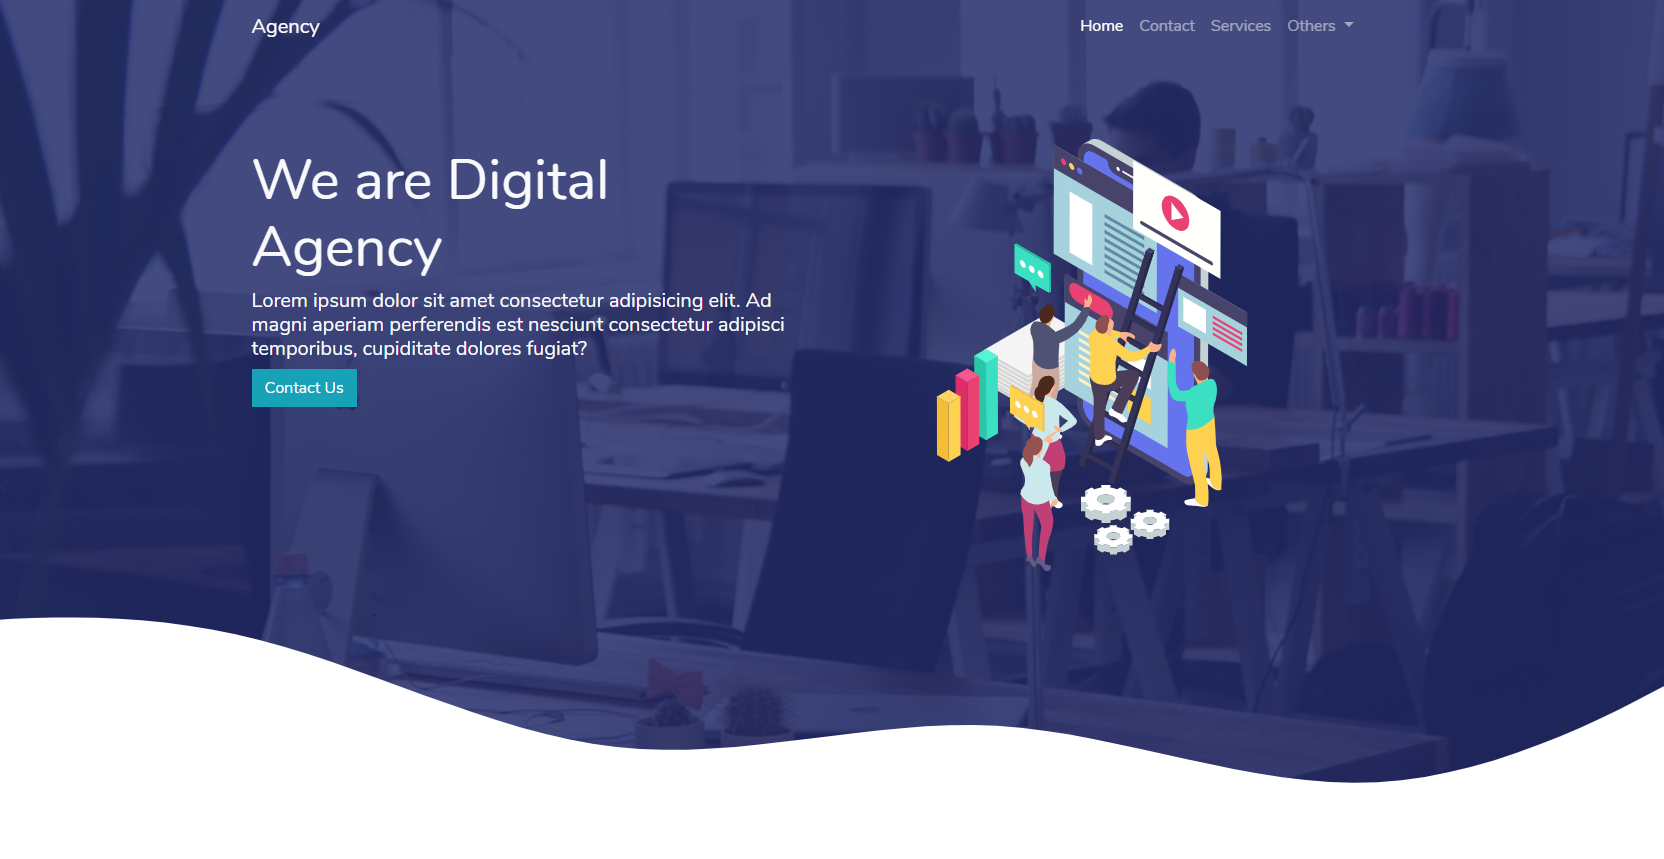 Agency
Home Contact Services Others
We are Digital
Agency
Lorem ipsum dolor sit amet consectetur adipisicing elit. Ad
magni aperiam perferendis est nesciunt consectetur adipisci
temporibus, cupiditate dolores fugiat?
Contact Us